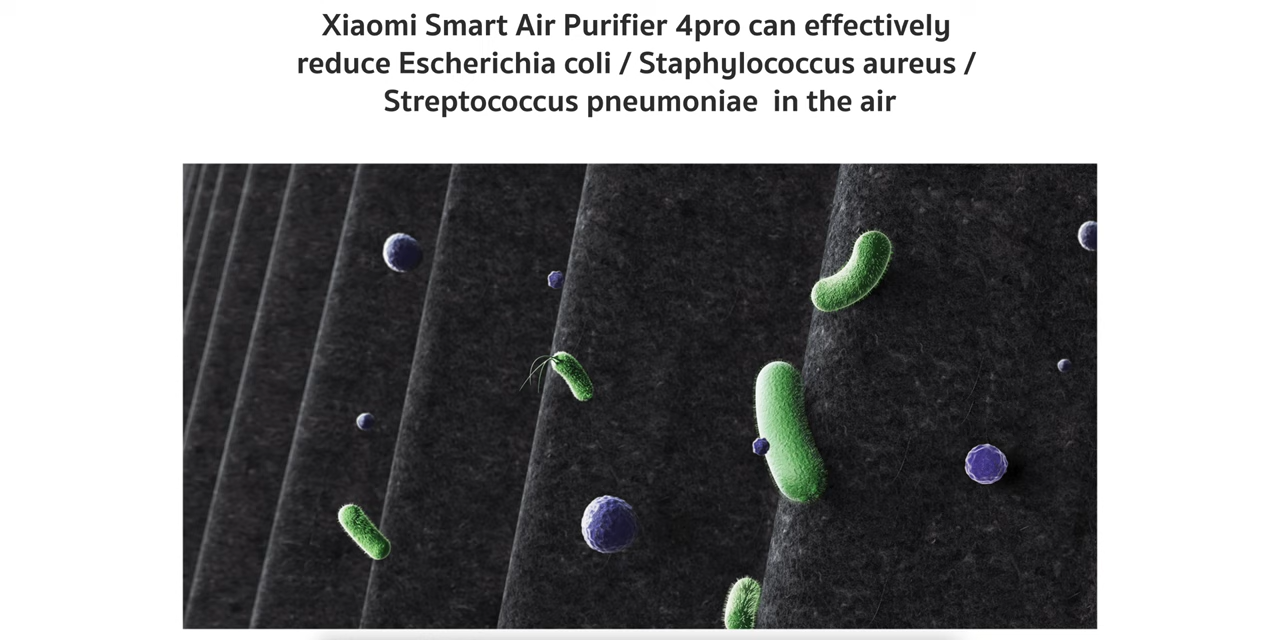 Xiaomi Smart Air Purifier 4pro can effectively
reduce Escherichia coli / Staphylococcus aureus /
Streptococcus pneumoniae  in the air